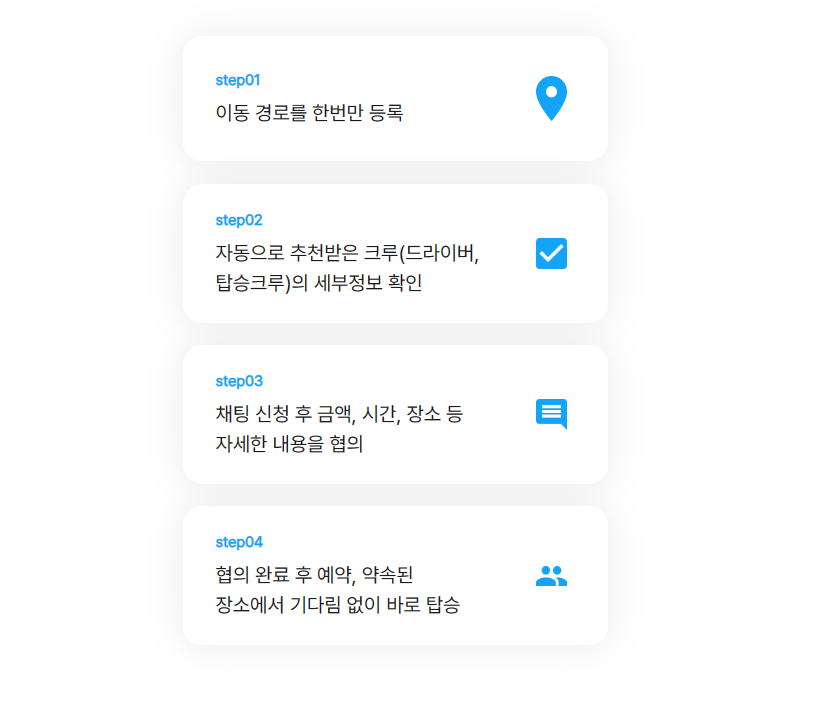 step01
이동 경로를 한번만 등록
step02
자동으로 추천받은 크루(드라이버,
탑승크루)의 세부정보 확인
step03
채팅 신청 후 금액, 시간, 장소 등
자세한 내용을 협의
step04
협의 완료 후 예약, 약속된
장소에서 기다림 없이 바로 탑승